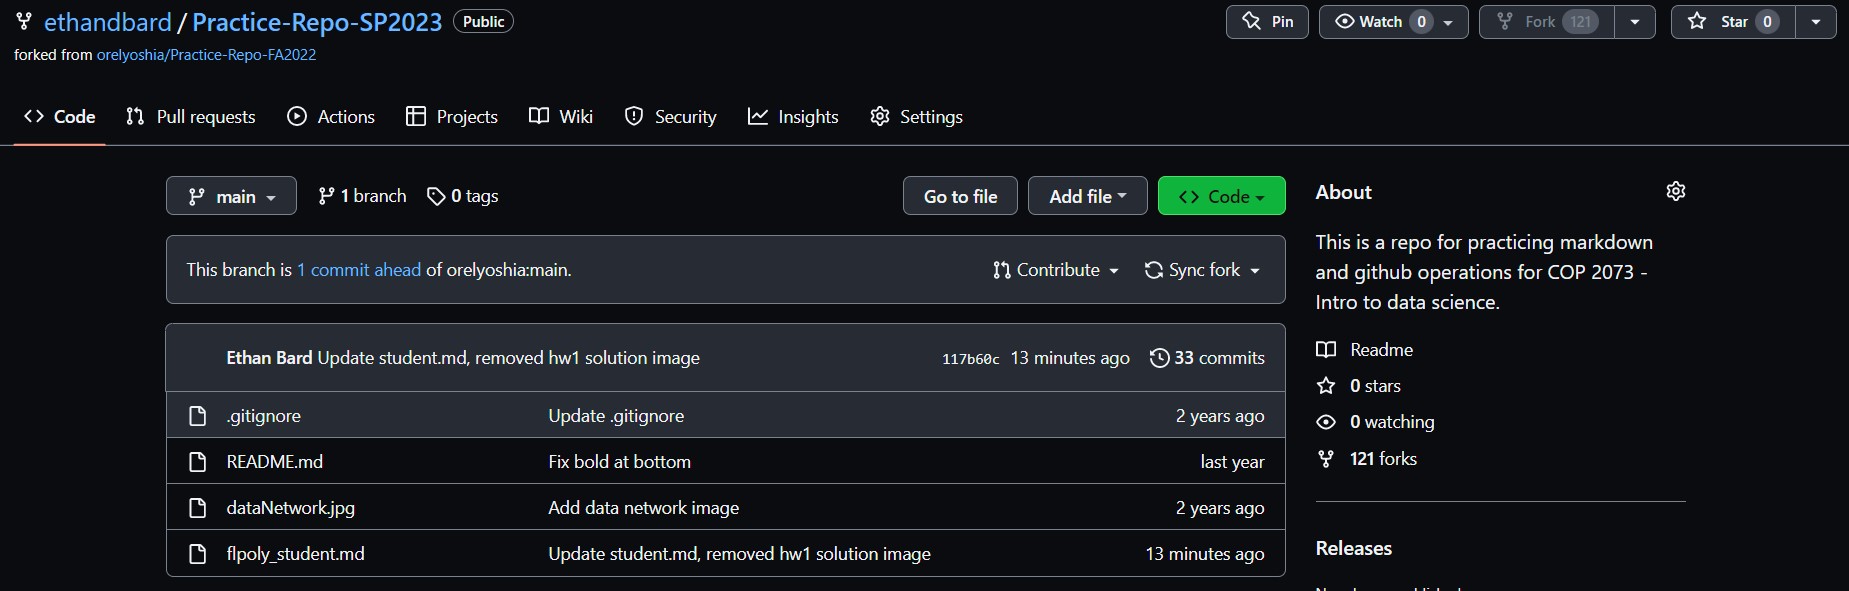 ethandbard / Practice-Repo-SP2023 Public Pin Watch 0 Fork 121 Star 0
forked from orelyoshia/Practice-Repo-FA2022
Code Pull requests Actions Projects Wiki Security Insights Settings
main 1 branch 0 tags Go to file Add file Code
This branch is 1 commit ahead of orelyoshia:main. Contribute Sync fork
Ethan Bard Update student.md, removed hw1 solution image 117b60c 13 minutes ago 33 commits
.gitignore Update .gitignore 2 years ago
README.md Fix bold at bottom last year
dataNetwork.jpg Add data network image 2 years ago
flpoly_student.md Update student.md, removed hw1 solution image 13 minutes ago
About
This is a repo for practicing markdown
and github operations for COP 2073 -
Intro to data science.
Readme
0 stars
0 watching
121 forks
Releases